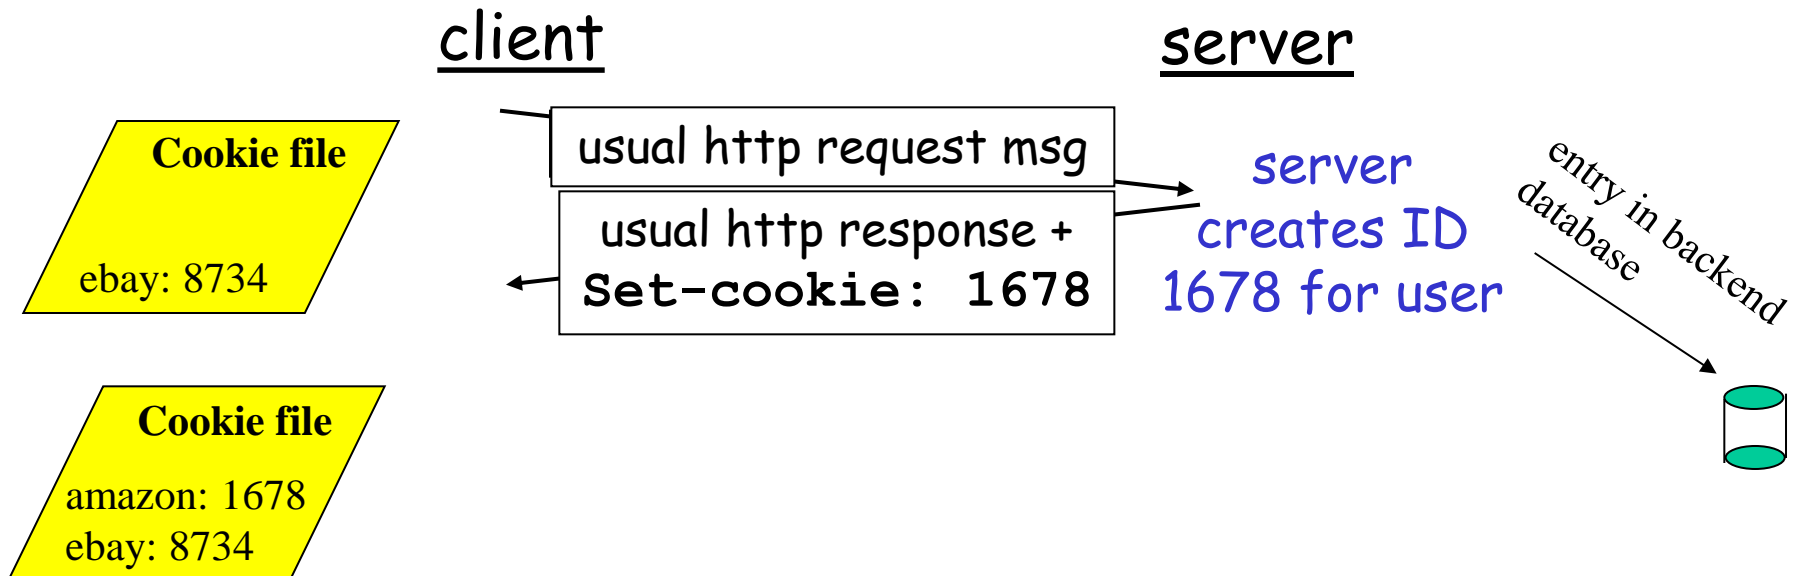 client
server
Cookie file
ebay: 8734
usual http request msg
usual http response +
Set-cookie: 1678
server
creates ID
1678 for user
entry in backend
database
Cookie file
amazon: 1678
ebay: 8734